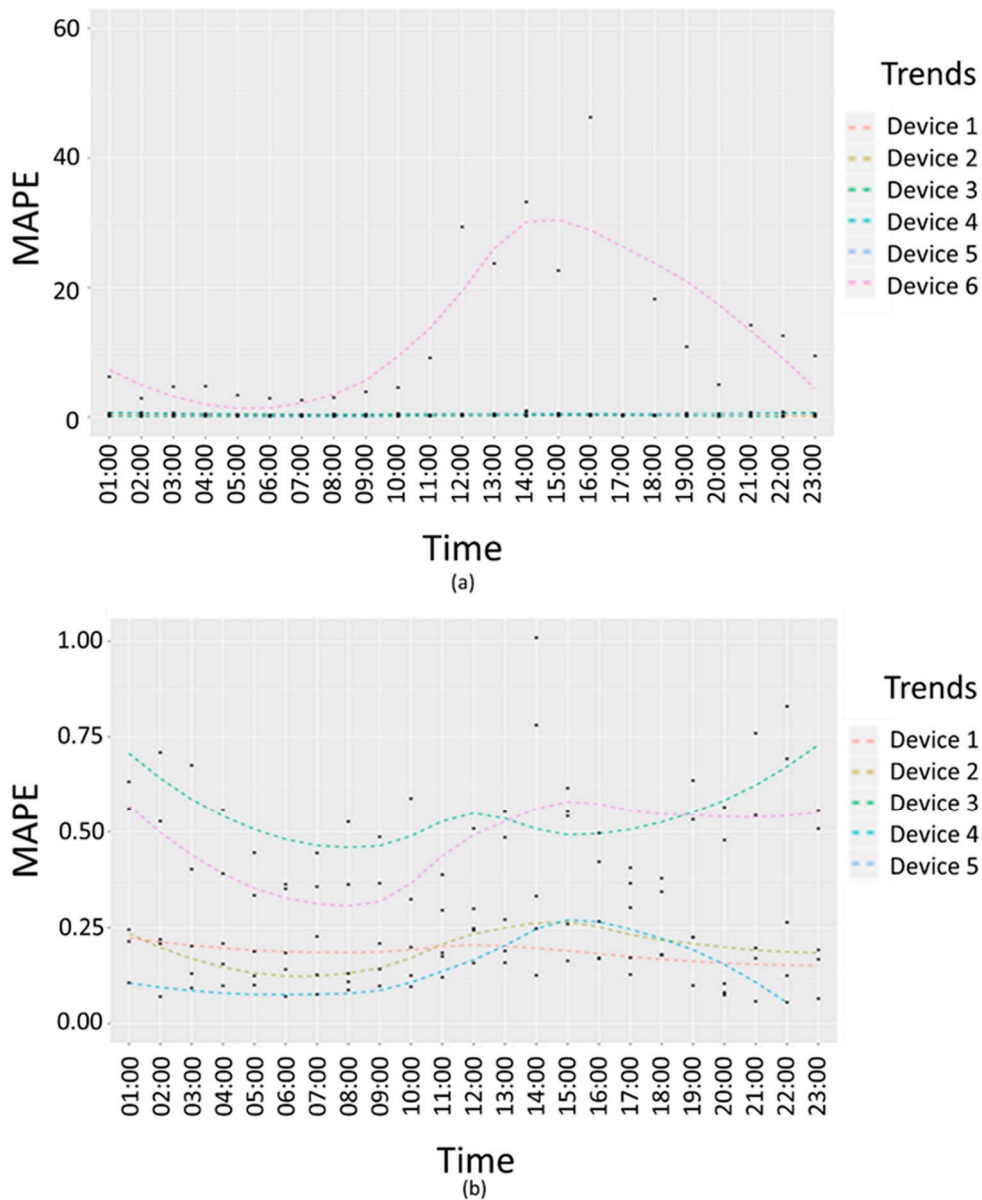 60
40
20
0
MAPE
Trends
Device 1
Device 2
Device 3
Device 4
Device 5
Device 6
01:00
02:00
03:00
04:00
05:00
06:00
07:00
08:00
09:00
10:00
11:00
12:00
13:00
14:00
15:00
16:00
17:00
18:00
19:00
20:00
21:00
22:00
23:00
Time
(a)
1.00
0.75
0.50
0.25
0.00
MAPE
Trends
Device 1
Device 2
Device 3
Device 4
Device 5
01:00
02:00
03:00
04:00
05:00
06:00
07:00
08:00
09:00
10:00
11:00
12:00
13:00
14:00
15:00
16:00
17:00
18:00
19:00
20:00
21:00
22:00
23:00
Time
(b)